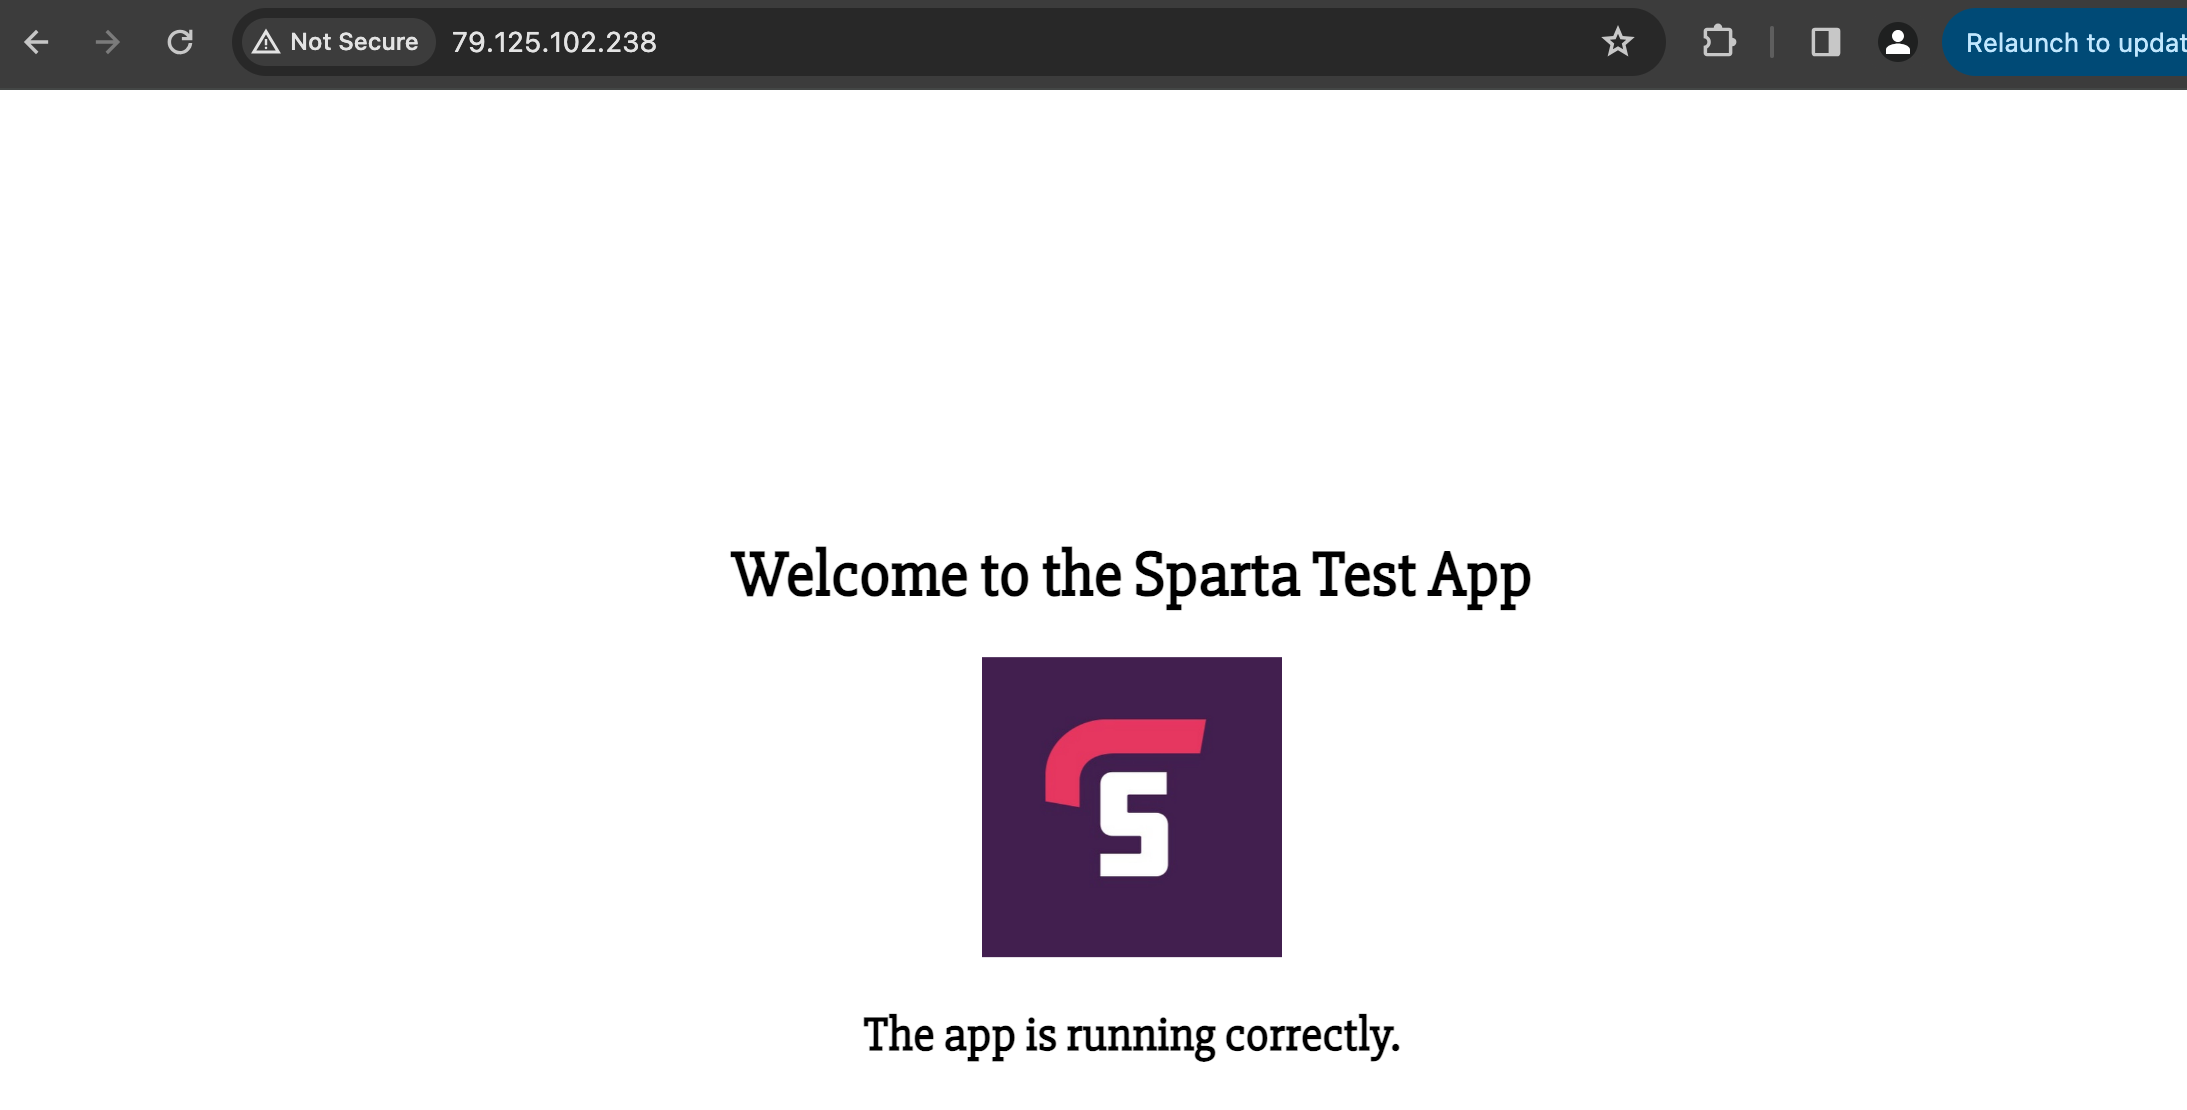 Not Secure 79.125.102.238 Relaunch to updat
Welcome to the Sparta Test App
S
The app is running correctly.